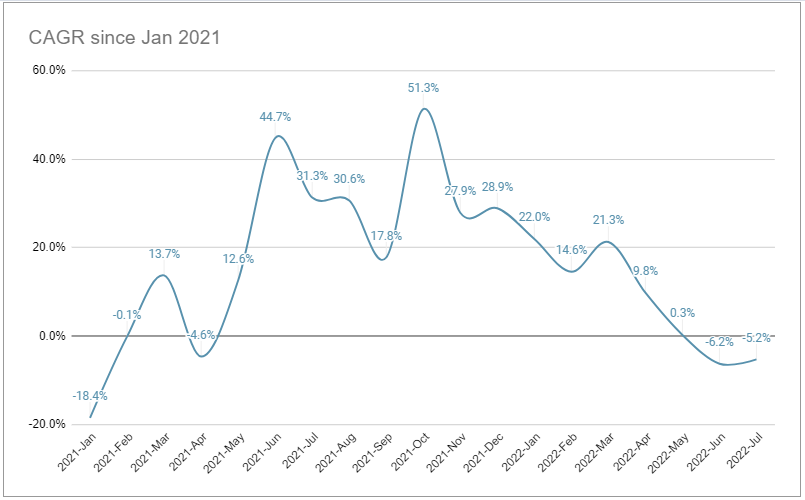 CAGR since Jan 2021
60.0%
40.0%
20.0%
0.0%
-20.0%
-18.4%
-0.1%
13.7%
-4.6%
12.6%
44.7%
31.3%
30.6%
17.8%
51.3%
27.9%
28.9%
22.0%
14.6%
21.3%
9.8%
0.3%
-6.2%
-5.2%
2021-Jan
2021-Feb
2021-Mar
2021-Apr
2021-May
2021-Jun
2021-Jul
2021-Aug
2021-Sep
2021-Oct
2021-Nov
2021-Dec
2022-Jan
2022-Feb
2022-Mar
2022-Apr
2022-May
2022-Jun
2022-Jul